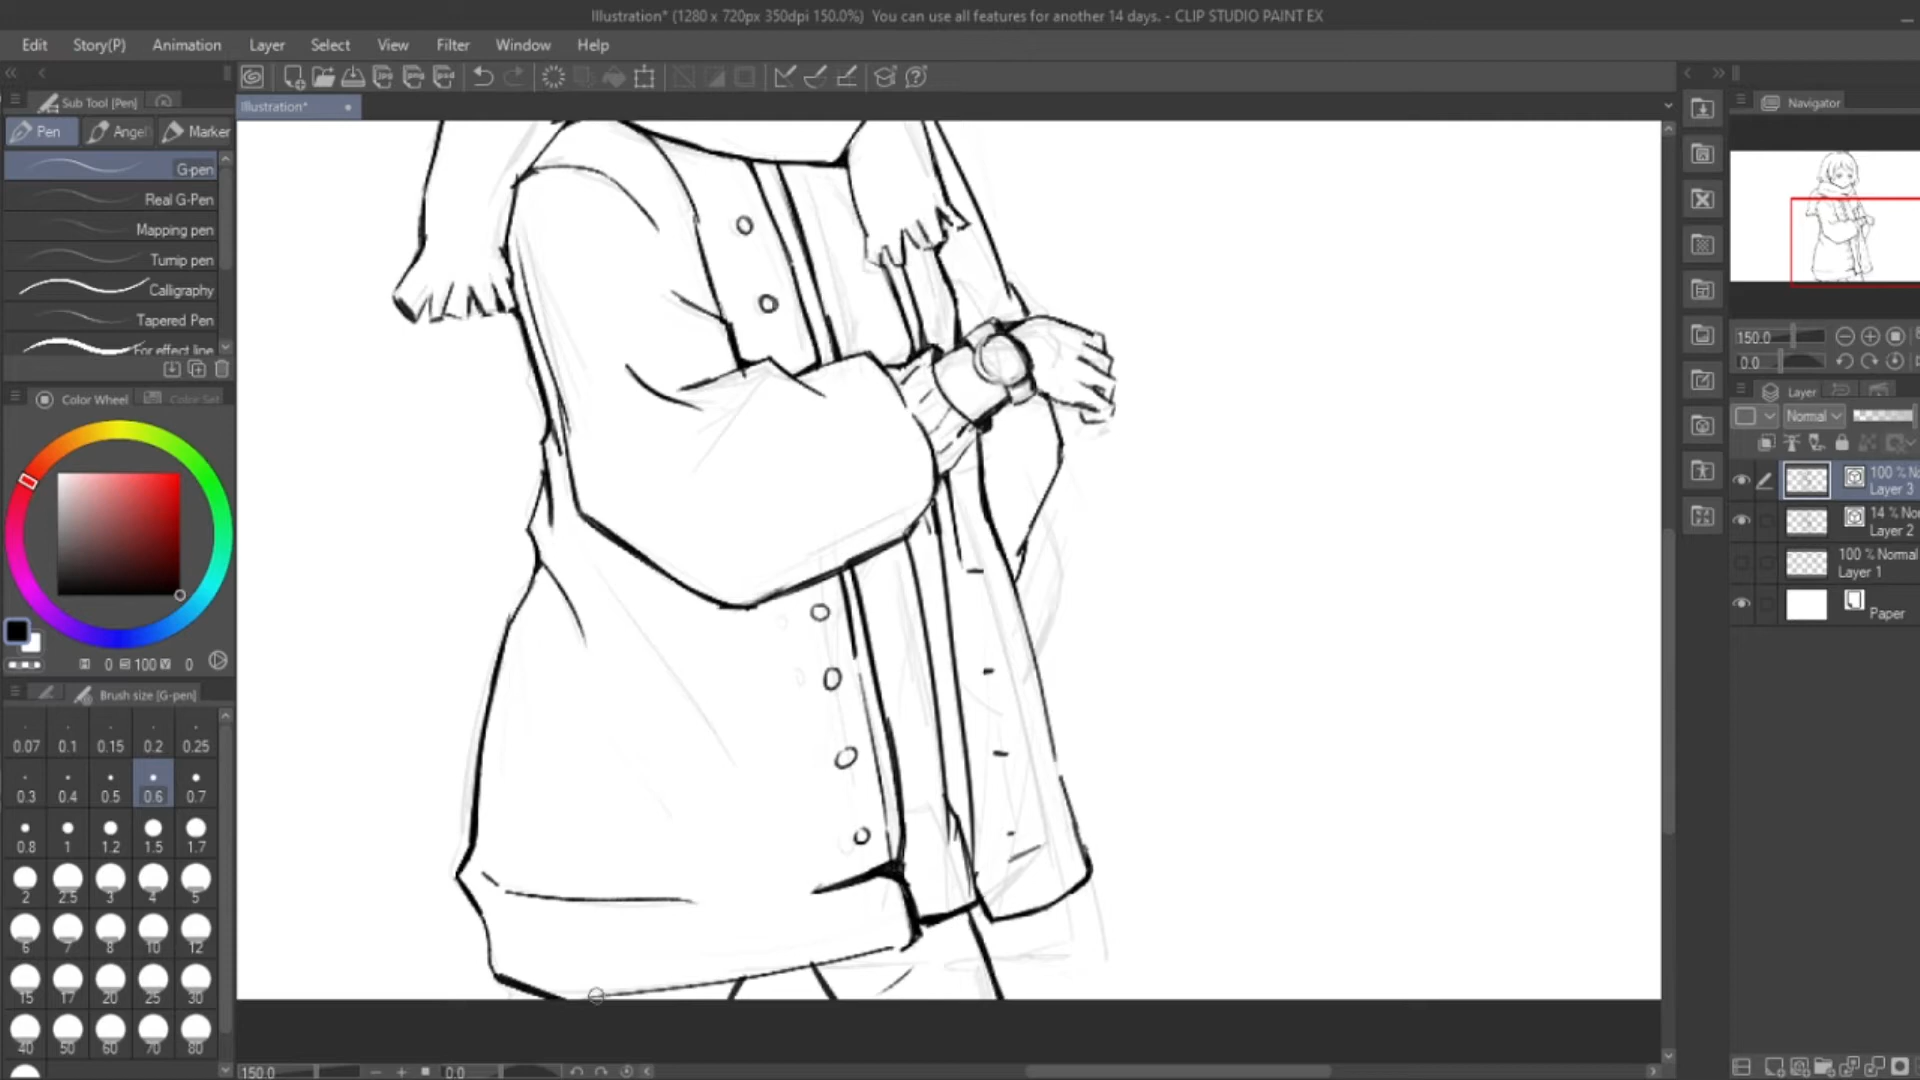 Illustration* (1280 x 720px 350dpi 150.0%) You can use all features for another 14 days. - CLIP STUDIO PAINT EX
Edit Story(P) Animation Layer Select View Filter Window Help
Sub Tool [Pen]
Illustration*
Navigator
Pen Angel Marker
G-pen
Real G-Pen
Mapping pen
Turnip pen
Calligraphy
Tapered Pen
For effect line
150.0
0.0
Color Wheel Color Set
Layer
Normal
100 % No
Layer 3
14 % Nor
Layer 2
100 % Normal
Layer 1
Paper
0 100 0
Brush size [G-pen]
0.07 0.1 0.15 0.2 0.25
0.3 0.4 0.5 0.6 0.7
0.8 1 1.2 1.5 1.7
2 2.5 3 4 5
6 7 8 10 12
15 17 20 25 30
40 50 60 70 80
150.0 0.0